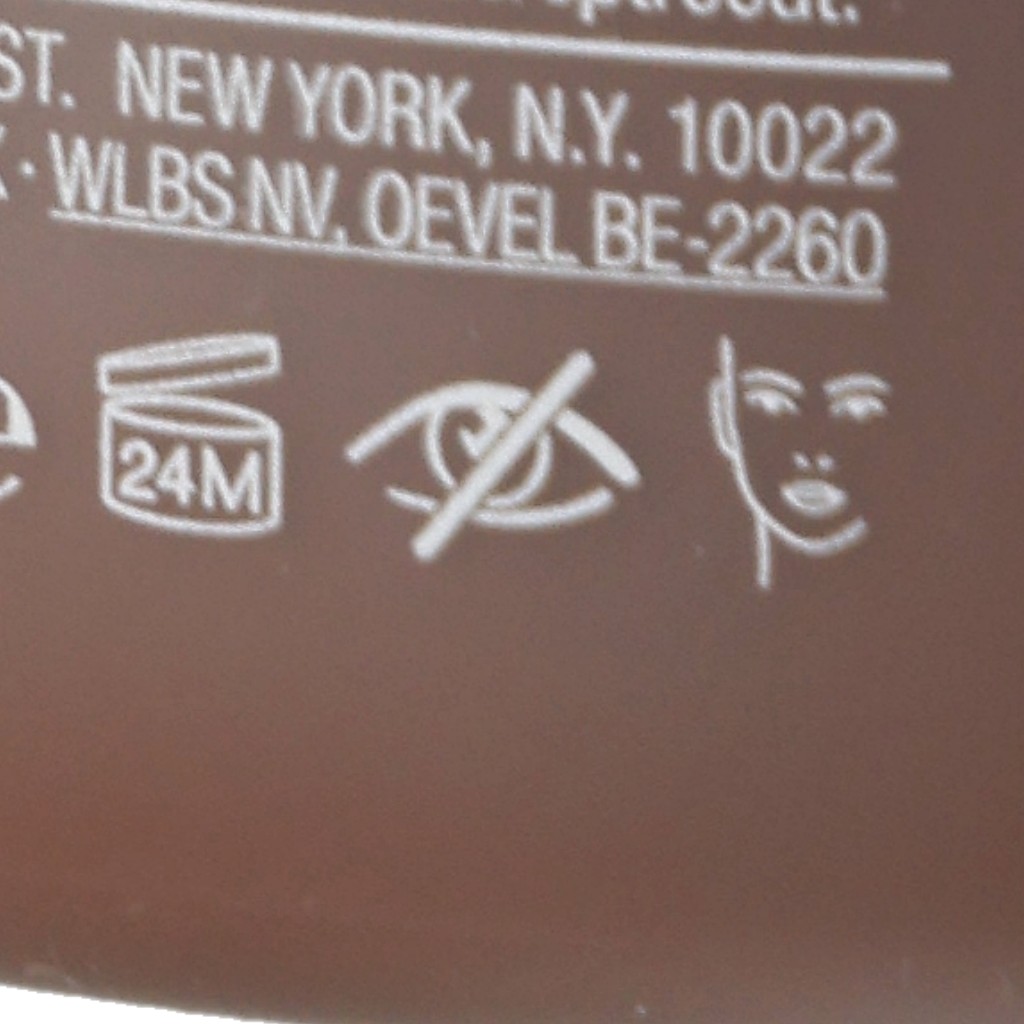 ST. NEW YORK, N.Y. 10022
· WLBS NV, OEVEL BE-2260
24M